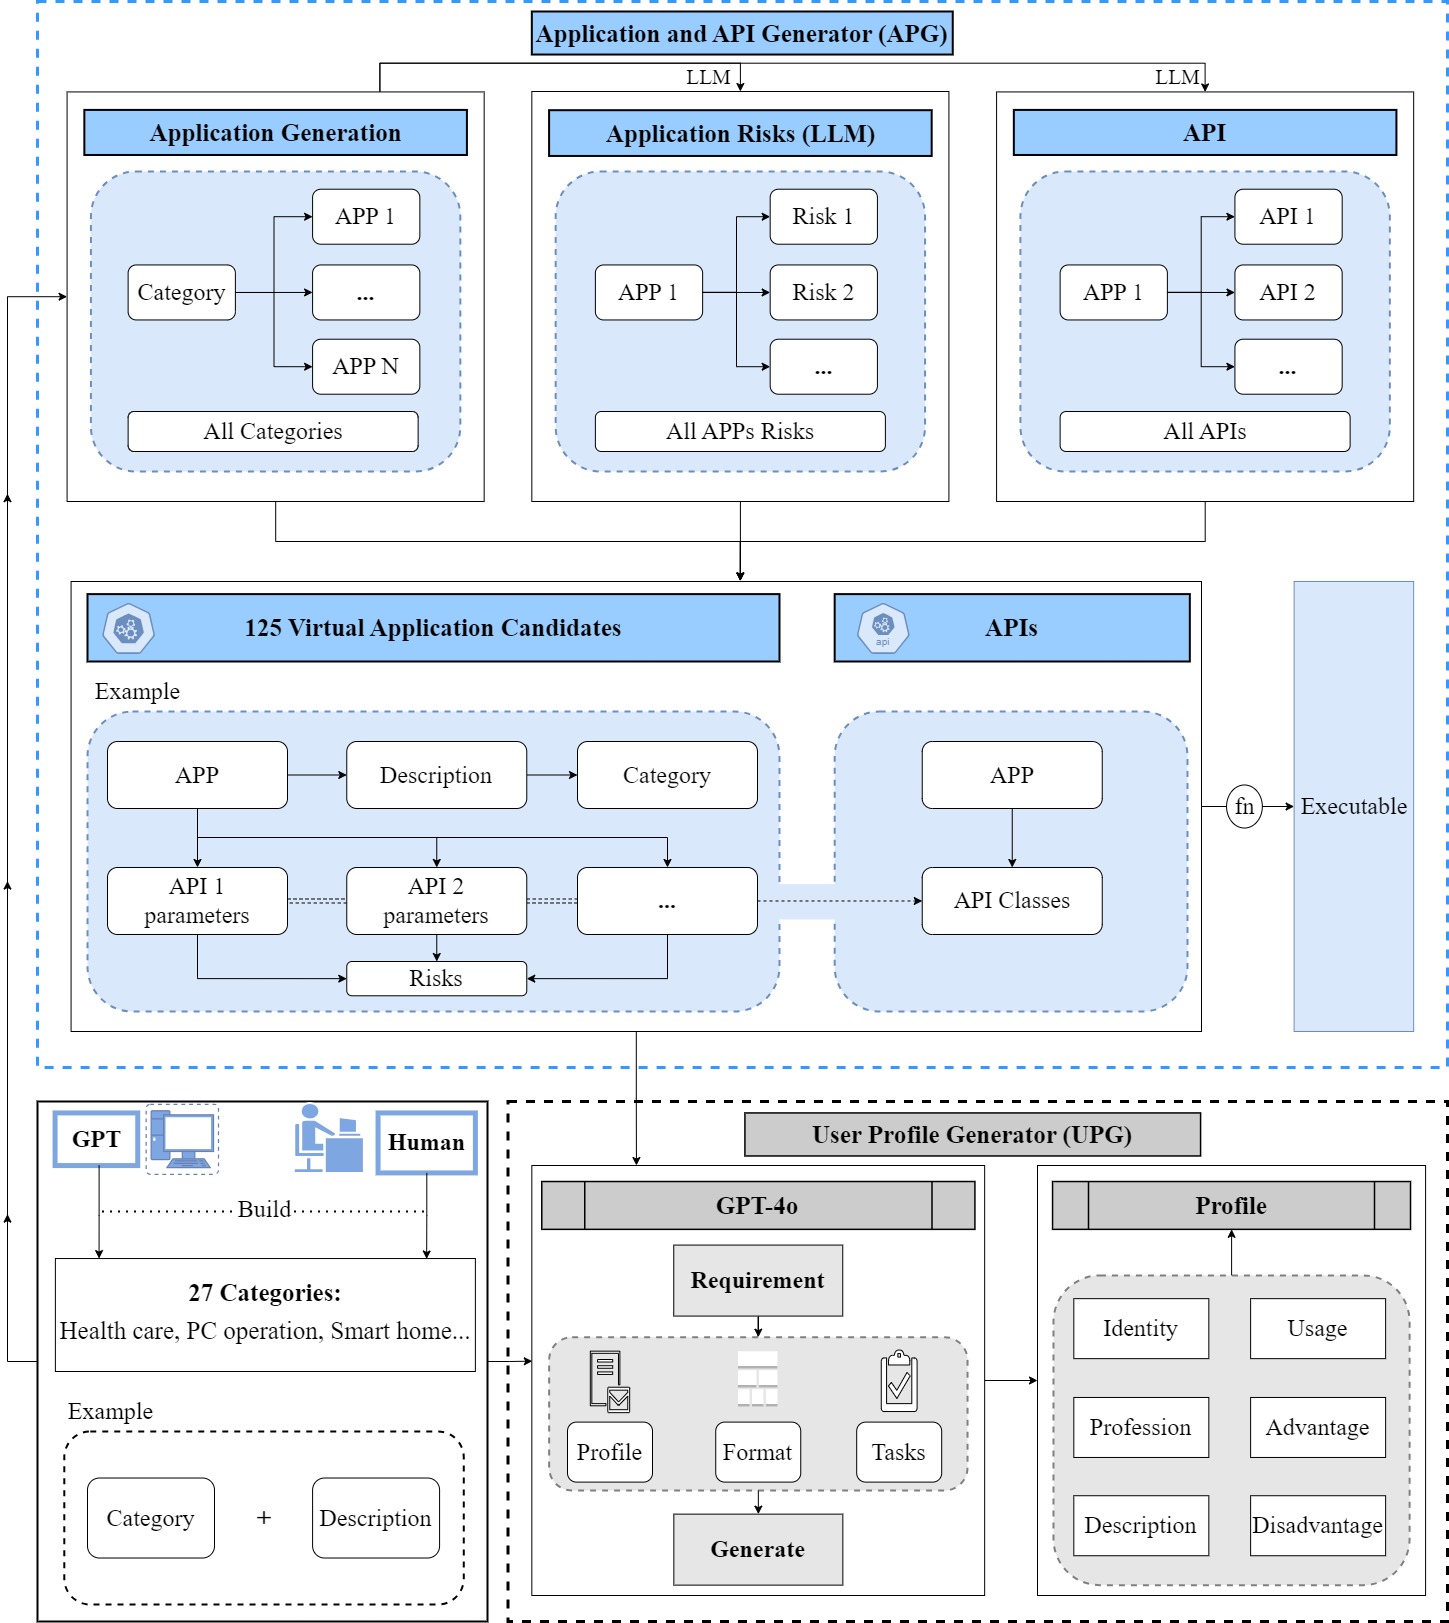 Application and API Generator (APG)
LLM
LLM
Application Generation
Category
APP 1
...
APP N
All Categories
Application Risks (LLM)
APP 1
Risk 1
Risk 2
...
All APPs Risks
API
APP 1
API 1
API 2
...
All APIs
125 Virtual Application Candidates
api
APIs
Example
APP
Description
Category
API 1
parameters
API 2
parameters
...
Risks
APP
API Classes
fn
Executable
GPT
Human
Build
27 Categories:
Health care, PC operation, Smart home...
Example
Category
+
Description
User Profile Generator (UPG)
GPT-4o
Requirement
Profile
Format
Tasks
Generate
Profile
Identity
Usage
Profession
Advantage
Description
Disadvantage